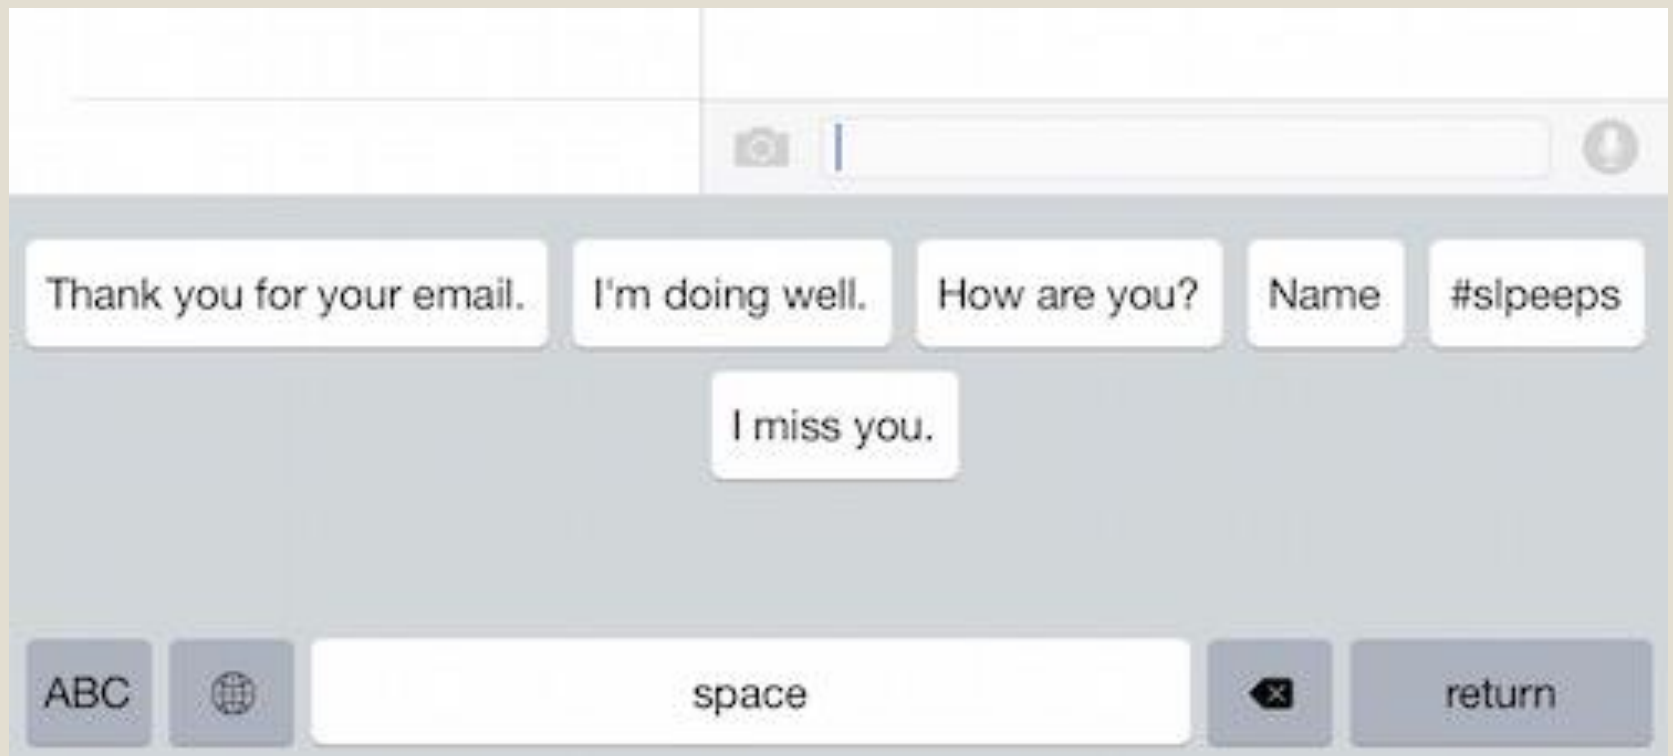 Thank you for your email. I'm doing well. How are you? Name #slpeeps
I miss you.
ABC space return